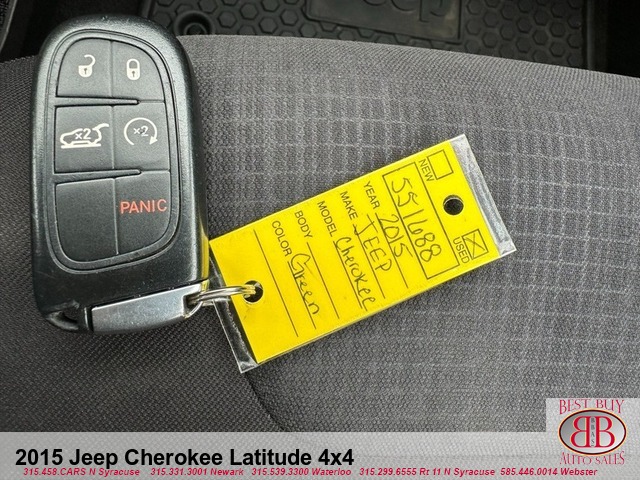 Jeep
x2
x2
PANIC
NEW
USED
551688
YEAR 2015
MAKE JEEP
MODEL Cherokee
BODY
COLOR Green
BEST BUY
BB
AUTO SALES
2015 Jeep Cherokee Latitude 4x4
315.458.CARS N Syracuse 315.331.3001 Newark 315.539.3300 Waterloo 315.299.6555 Rt 11 N Syracuse 585.446.0014 Webster